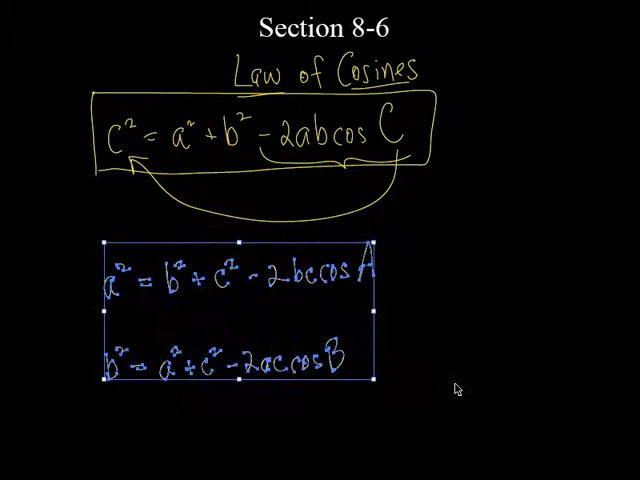 Section 8-6
Law of Cosines
c² = a² + b² - 2abcos C
a² = b² + c² - 2bccos A
b² = a² + c² - 2accos B